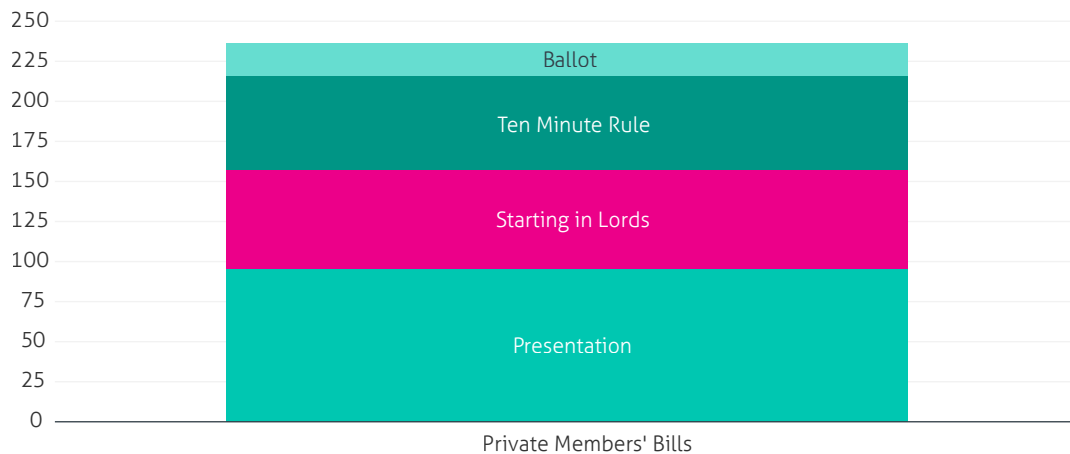 250
225
200
175
150
125
100
75
50
25
0
Ballot
Ten Minute Rule
Starting in Lords
Presentation
Private Members' Bills